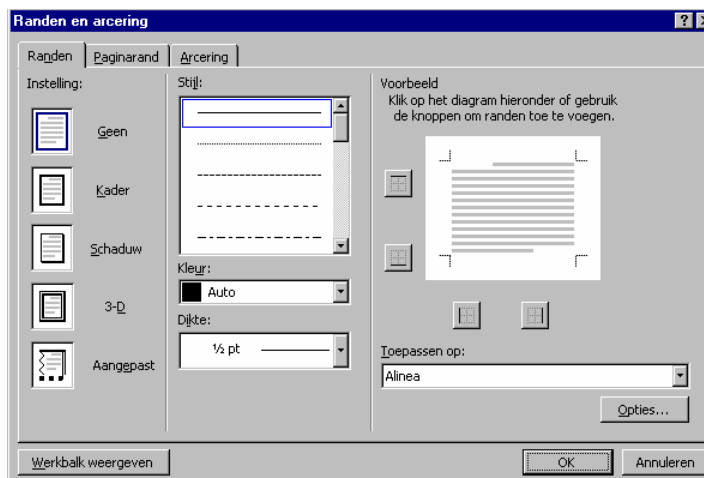 Randen en arcering
Randen
Paginarand
Arcering
Instelling:
Geen
Kader
Schaduw
3-D
Aangepast
Stijl:
Kleur:
Auto
Dikte:
½ pt
Voorbeeld
Klik op het diagram hieronder of gebruik
de knoppen om randen toe te voegen.
Toepassen op:
Alinea
Opties...
Werkbalk weergeven
OK
Annuleren